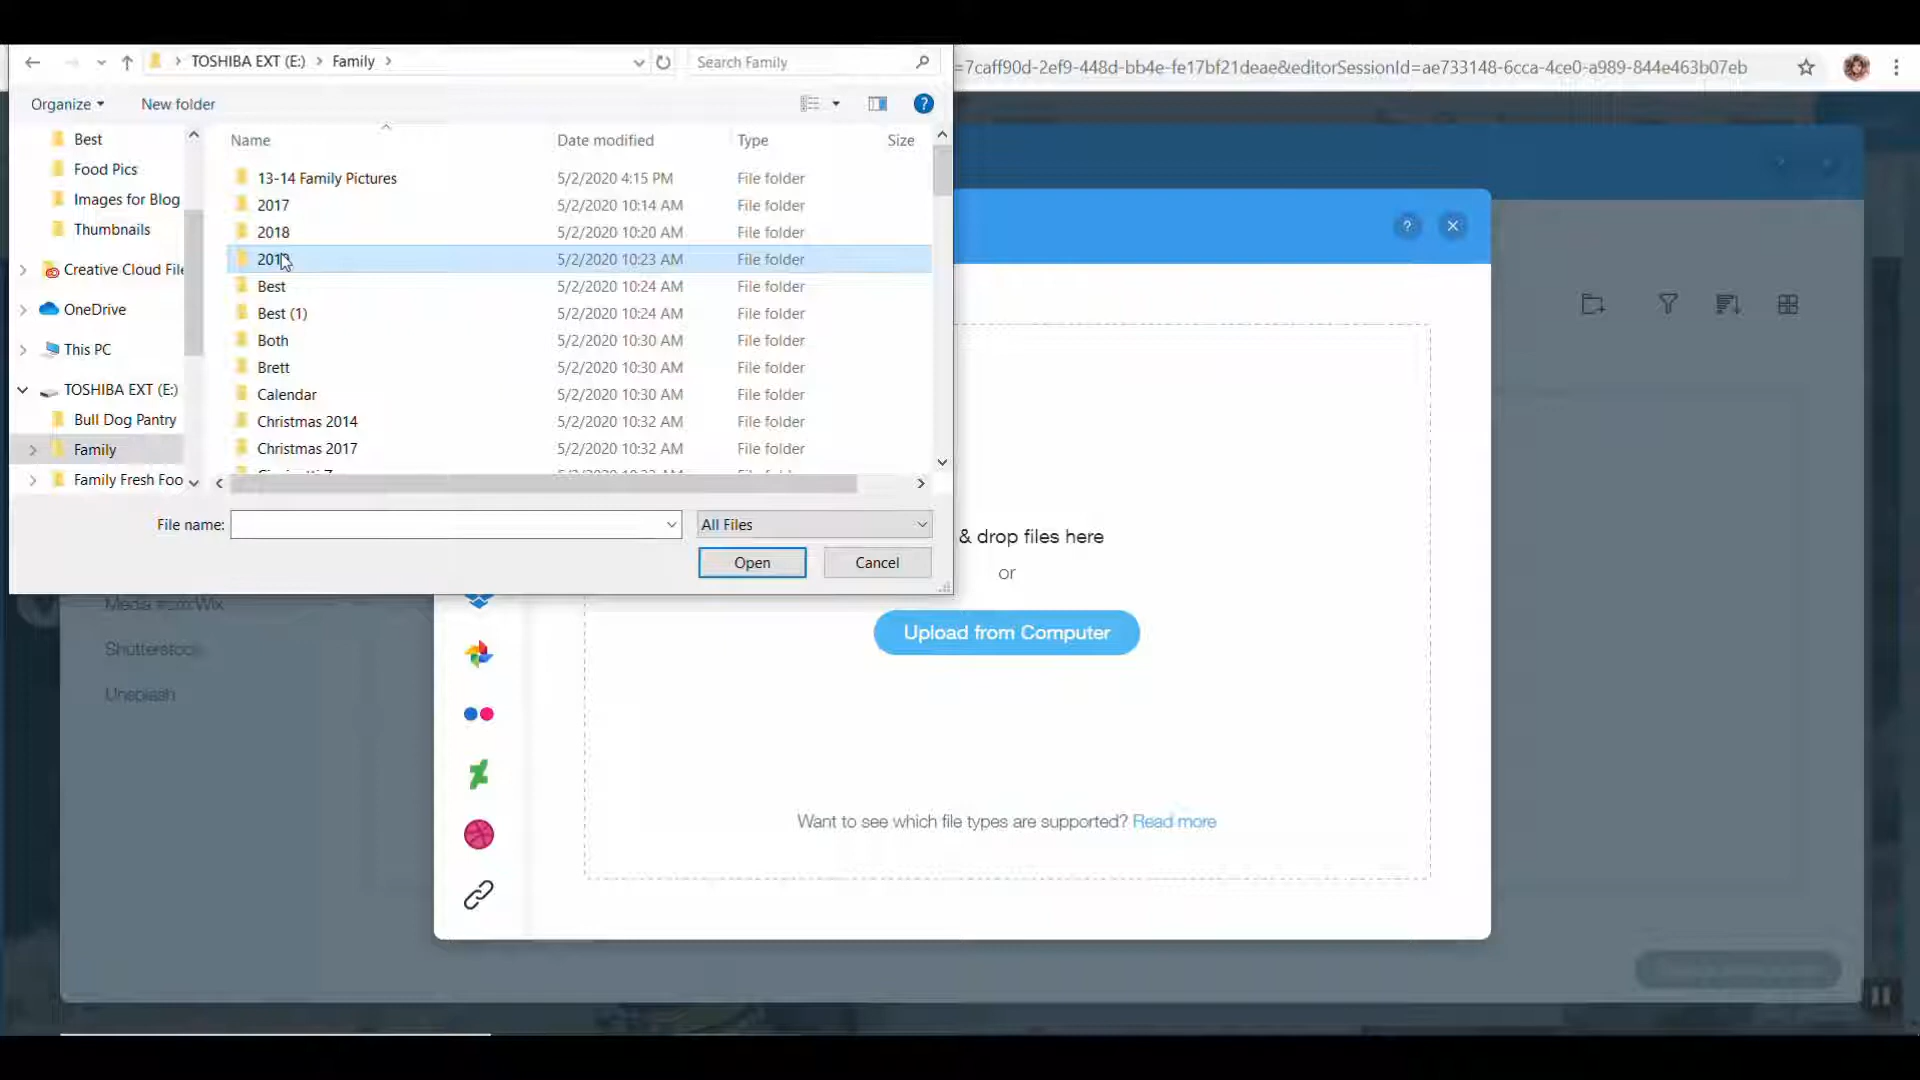 TOSHIBA EXT (E:) Family
Search Family
=7caff90d-2ef9-448d-bb4e-fe17bf21deae&editorSessionId=ae733148-6cca-4ce0-a989-844e463b07eb
Organize New folder
?
Best
Food Pics
Images for Blog
Thumbnails
Creative Cloud File
OneDrive
This PC
TOSHIBA EXT (E:)
Bull Dog Pantry
Family
Family Fresh Foo
Name Date modified Type Size
13-14 Family Pictures 5/2/2020 4:15 PM File folder
2017 5/2/2020 10:14 AM File folder
2018 5/2/2020 10:20 AM File folder
2019 5/2/2020 10:23 AM File folder
Best 5/2/2020 10:24 AM File folder
Best (1) 5/2/2020 10:24 AM File folder
Both 5/2/2020 10:30 AM File folder
Brett 5/2/2020 10:30 AM File folder
Calendar 5/2/2020 10:30 AM File folder
Christmas 2014 5/2/2020 10:32 AM File folder
Christmas 2017 5/2/2020 10:32 AM File folder
File name:
All Files
Open Cancel
?
& drop files here
or
Upload from Computer
Want to see which file types are supported? Read more
Media from Wix
Shutterstock
Unsplash